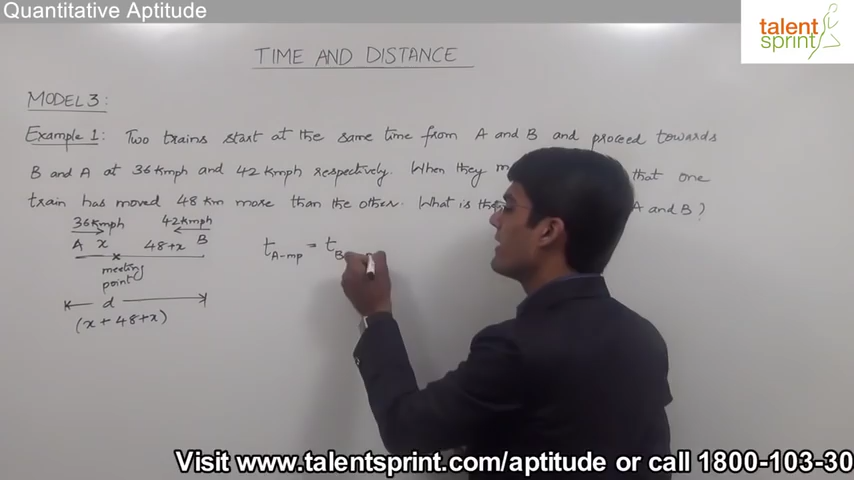 Quantitative Aptitude
talent
sprint
TIME AND DISTANCE
MODEL 3:
Example 1: Two trains start at the same time from A and B and proceed towards
B and A at 36 kmph and 42 kmph respectively. When they that one
train has moved 48 km more than the other. What is the A and B?
36 kmph 42 kmph
A x 48+x B
meeting
point
d
(x + 48+x)
t A-mp = t B
Visit www.talentsprint.com/aptitude or call 1800-103-30